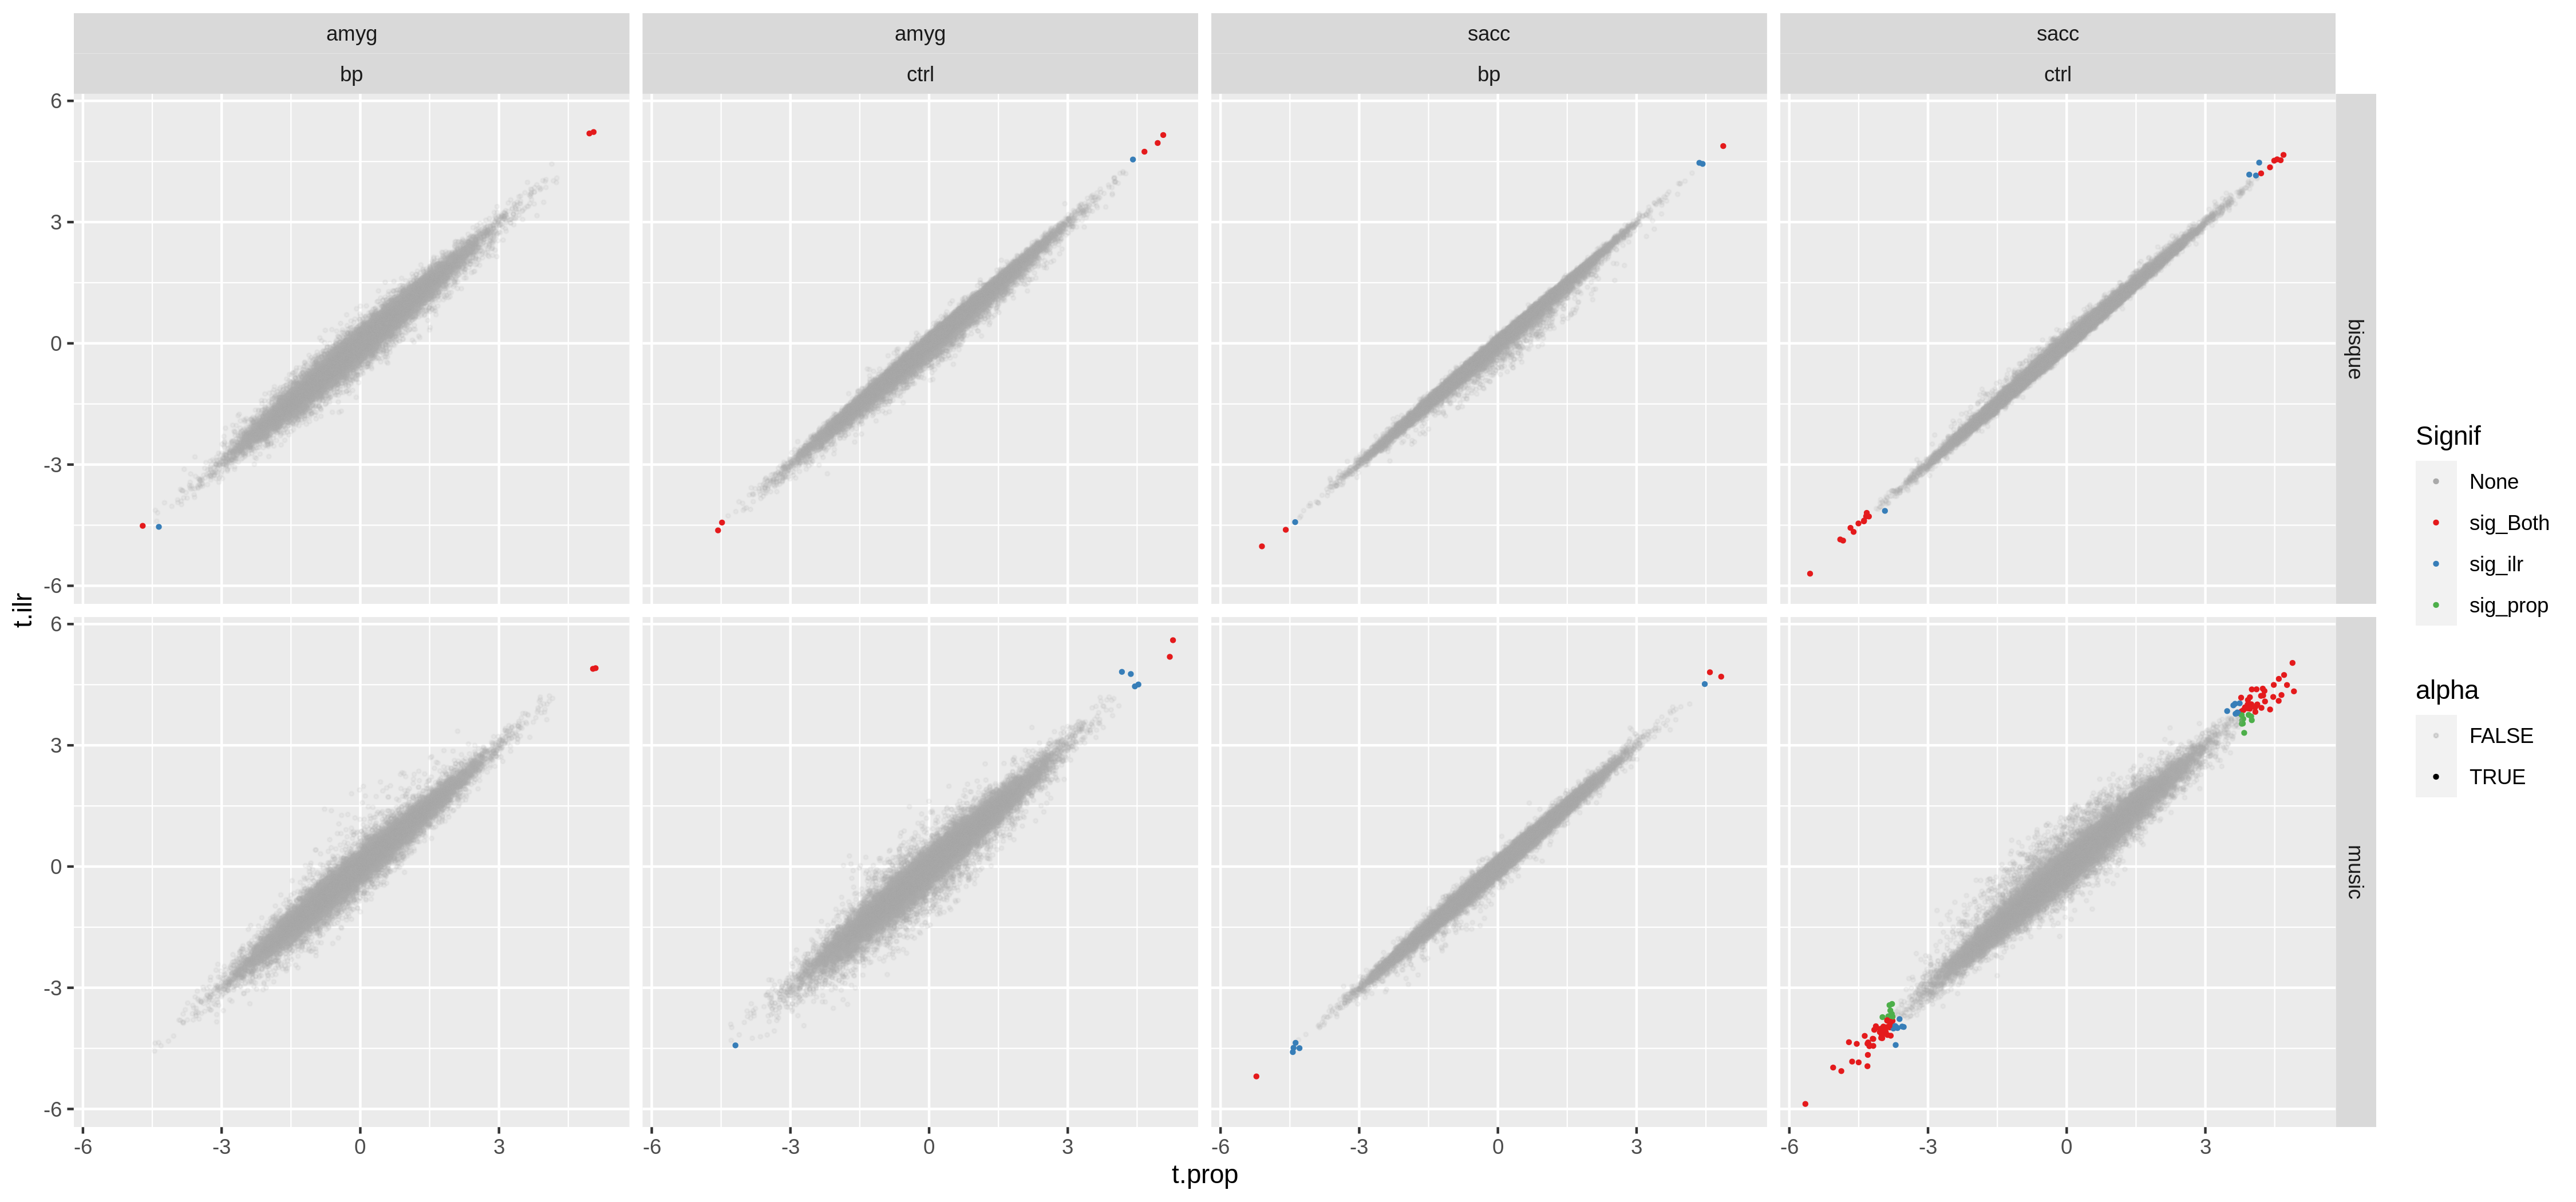 amyg amyg sacc sacc
bp ctrl bp ctrl
6
3
0
-3
-6
bisque
6
3
0
-3
-6
music
t.ilr
-6 -3 0 3 -6 -3 0 3 -6 -3 0 3 -6 -3 0 3
t.prop
Signif
None
sig_Both
sig_ilr
sig_prop
alpha
FALSE
TRUE